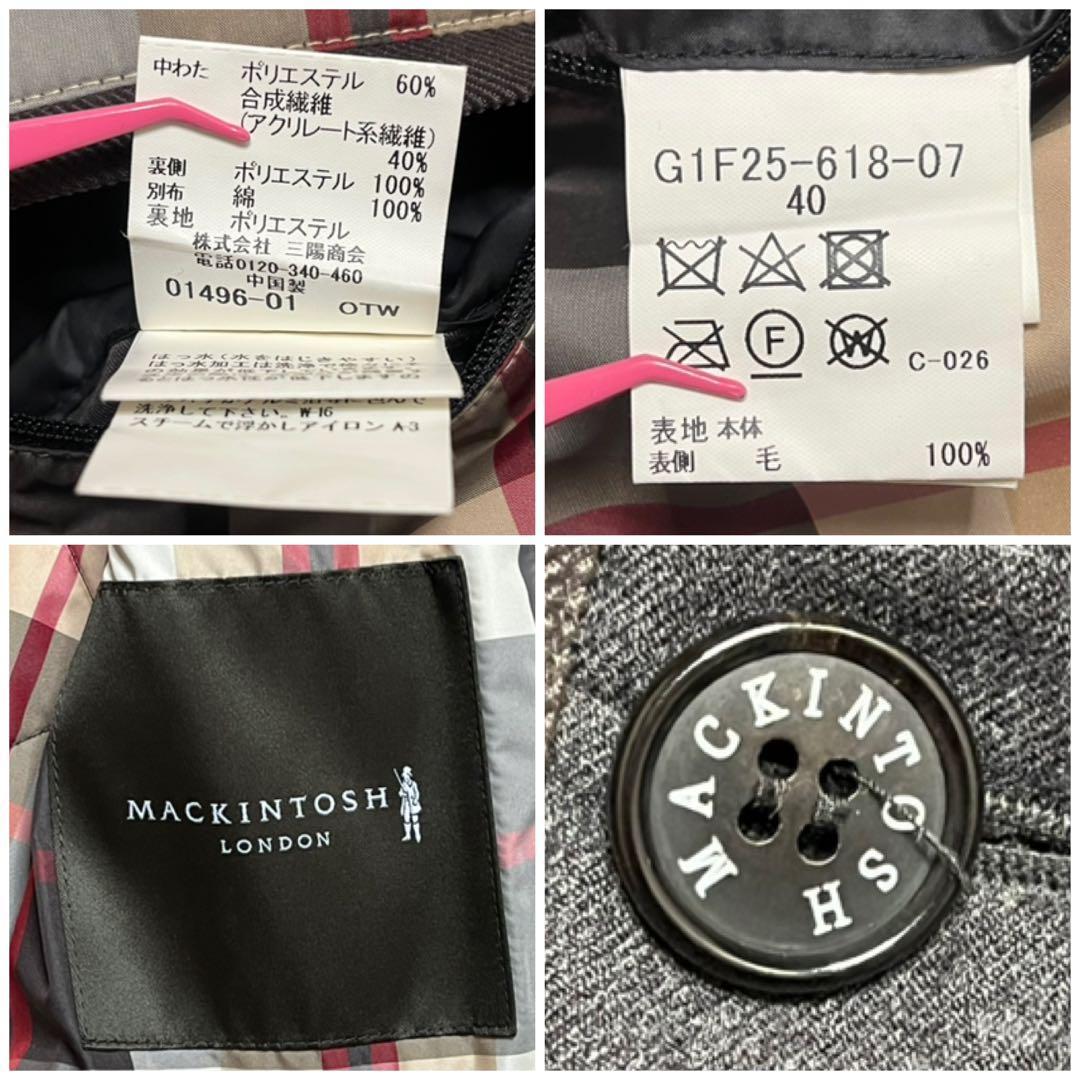 中わた ポリエステル 60%
合成繊維
(アクリレート系繊維)
40%
裏側 ポリエステル 100%
別布 綿 100%
裏地 ポリエステル
株式会社 三陽商会
電話0120-340-460
中国製
01496-01 OTW
はっ水(水をはじきやすい)
洗浄して下さい。W-16
スチームで浮かしアイロン A-3
G1F25-618-07
40
F
W
C-026
表地 本体
表側 毛 100%
MACKINTOSH
LONDON
MACKINTOSH